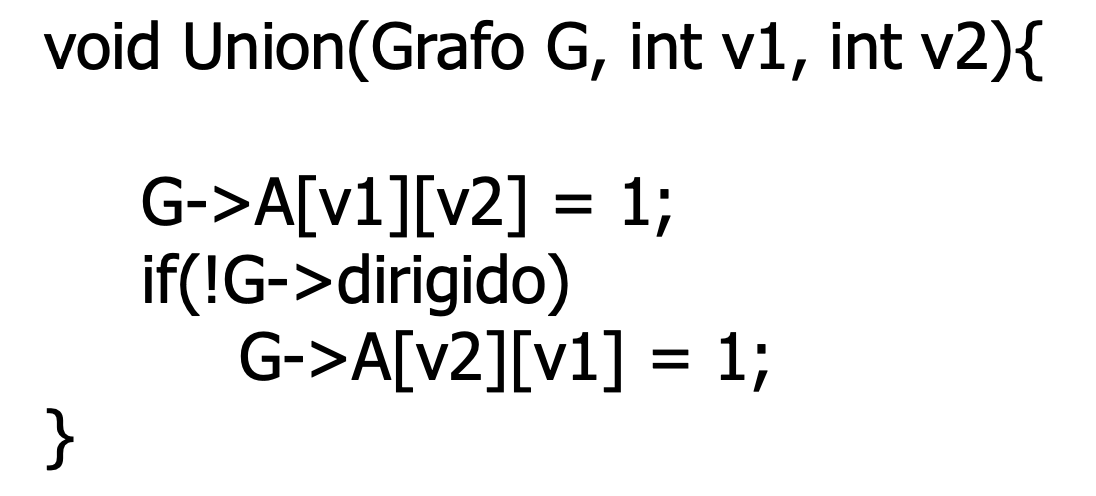 void Union(Grafo G, int v1, int v2){
G->A[v1][v2] = 1;
if(!G->dirigido)
G->A[v2][v1] = 1;
}